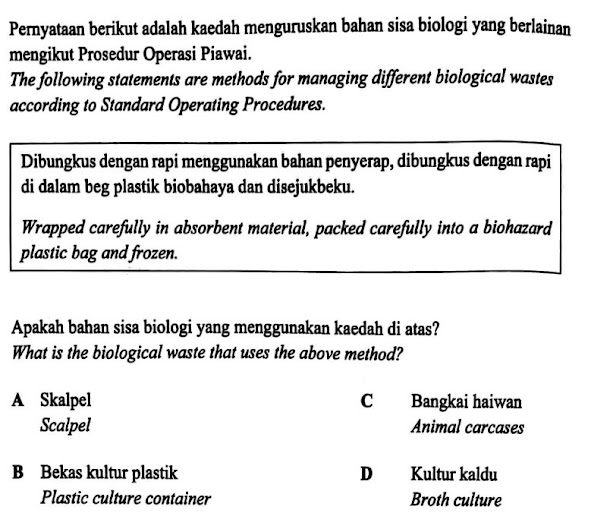 Pernyataan berikut adalah kaedah menguruskan bahan sisa biologi yang berlainan
mengikut Prosedur Operasi Piawai.
The following statements are methods for managing different biological wastes
according to Standard Operating Procedures.
Dibungkus dengan rapi menggunakan bahan penyerap, dibungkus dengan rapi
di dalam beg plastik biobahaya dan disejukbeku.
Wrapped carefully in absorbent material, packed carefully into a biohazard
plastic bag and frozen.
Apakah bahan sisa biologi yang menggunakan kaedah di atas?
What is the biological waste that uses the above method?
A Skalpel
Scalpel
B Bekas kultur plastik
Plastic culture container
C Bangkai haiwan
Animal carcases
D Kultur kaldu
Broth culture